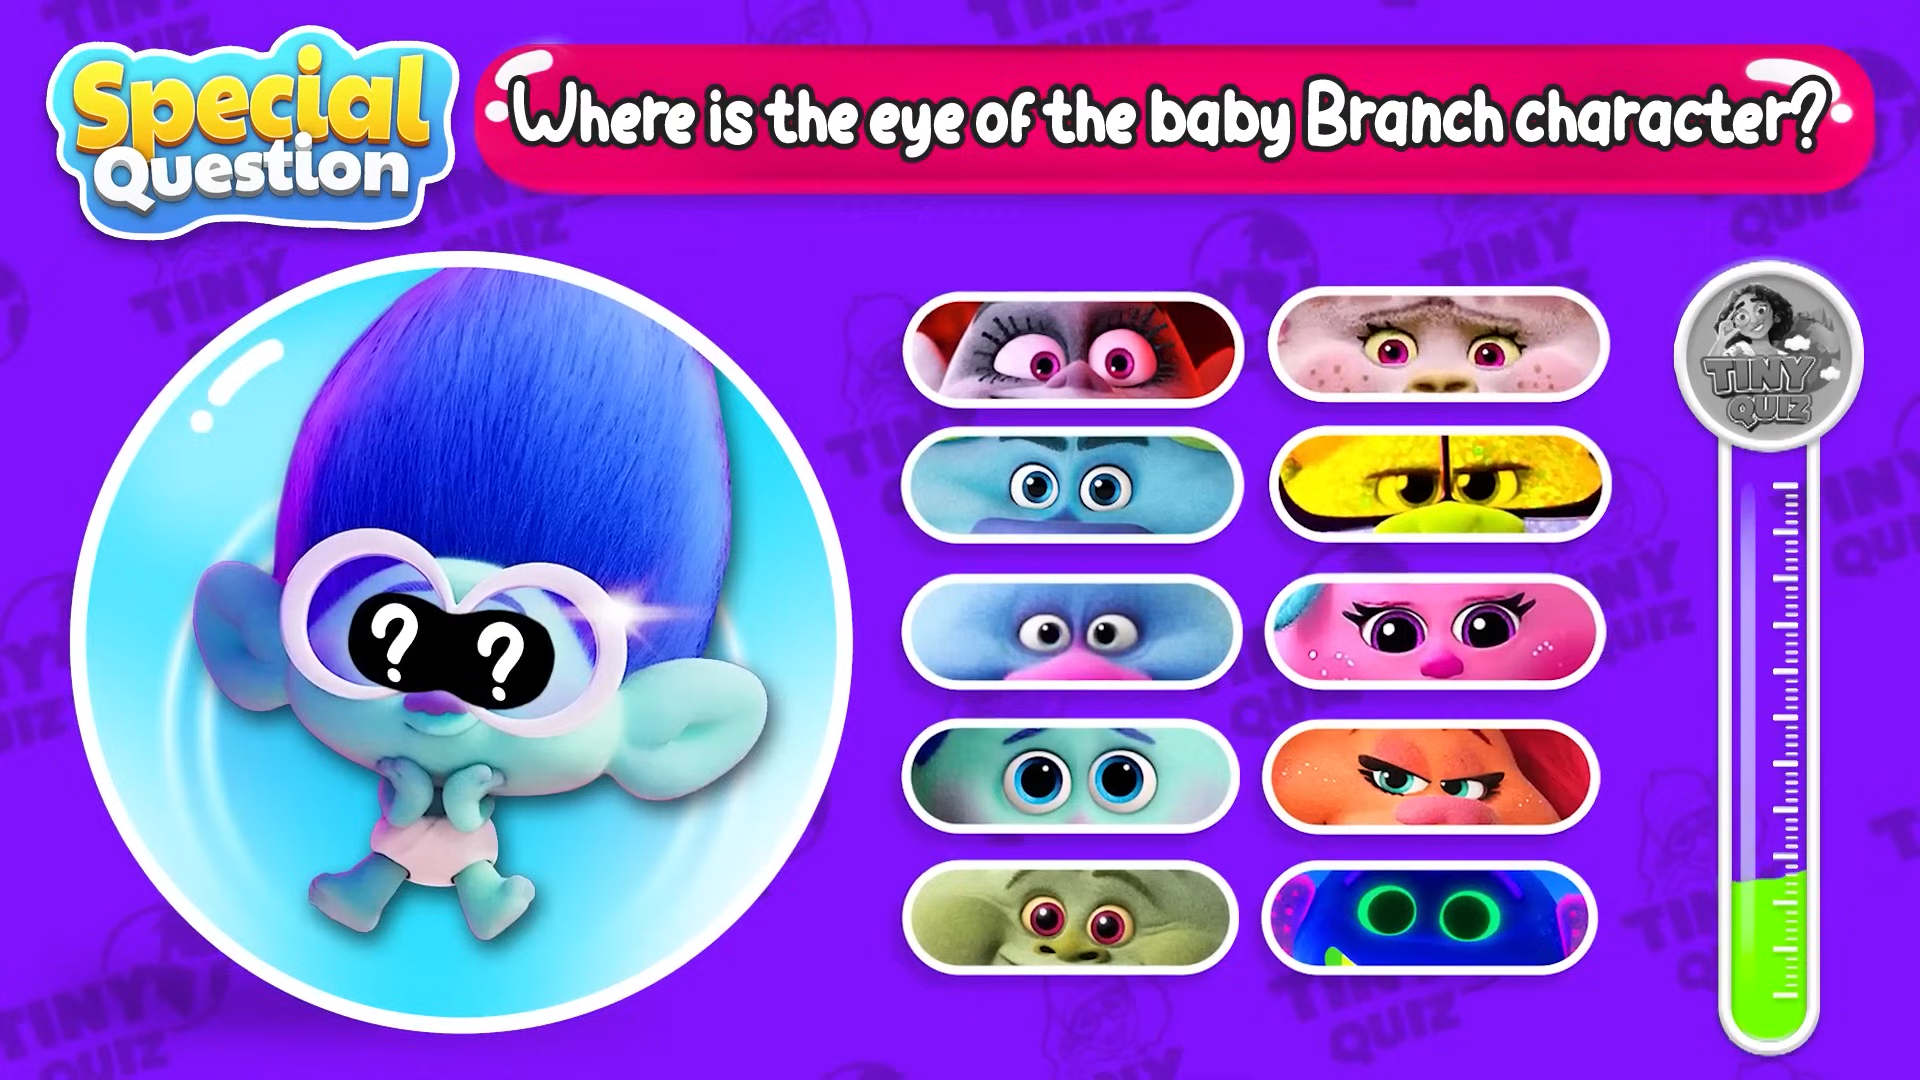 Special
Question
Where is the eye of the baby Branch character?
? ?
TINY
QUIZ